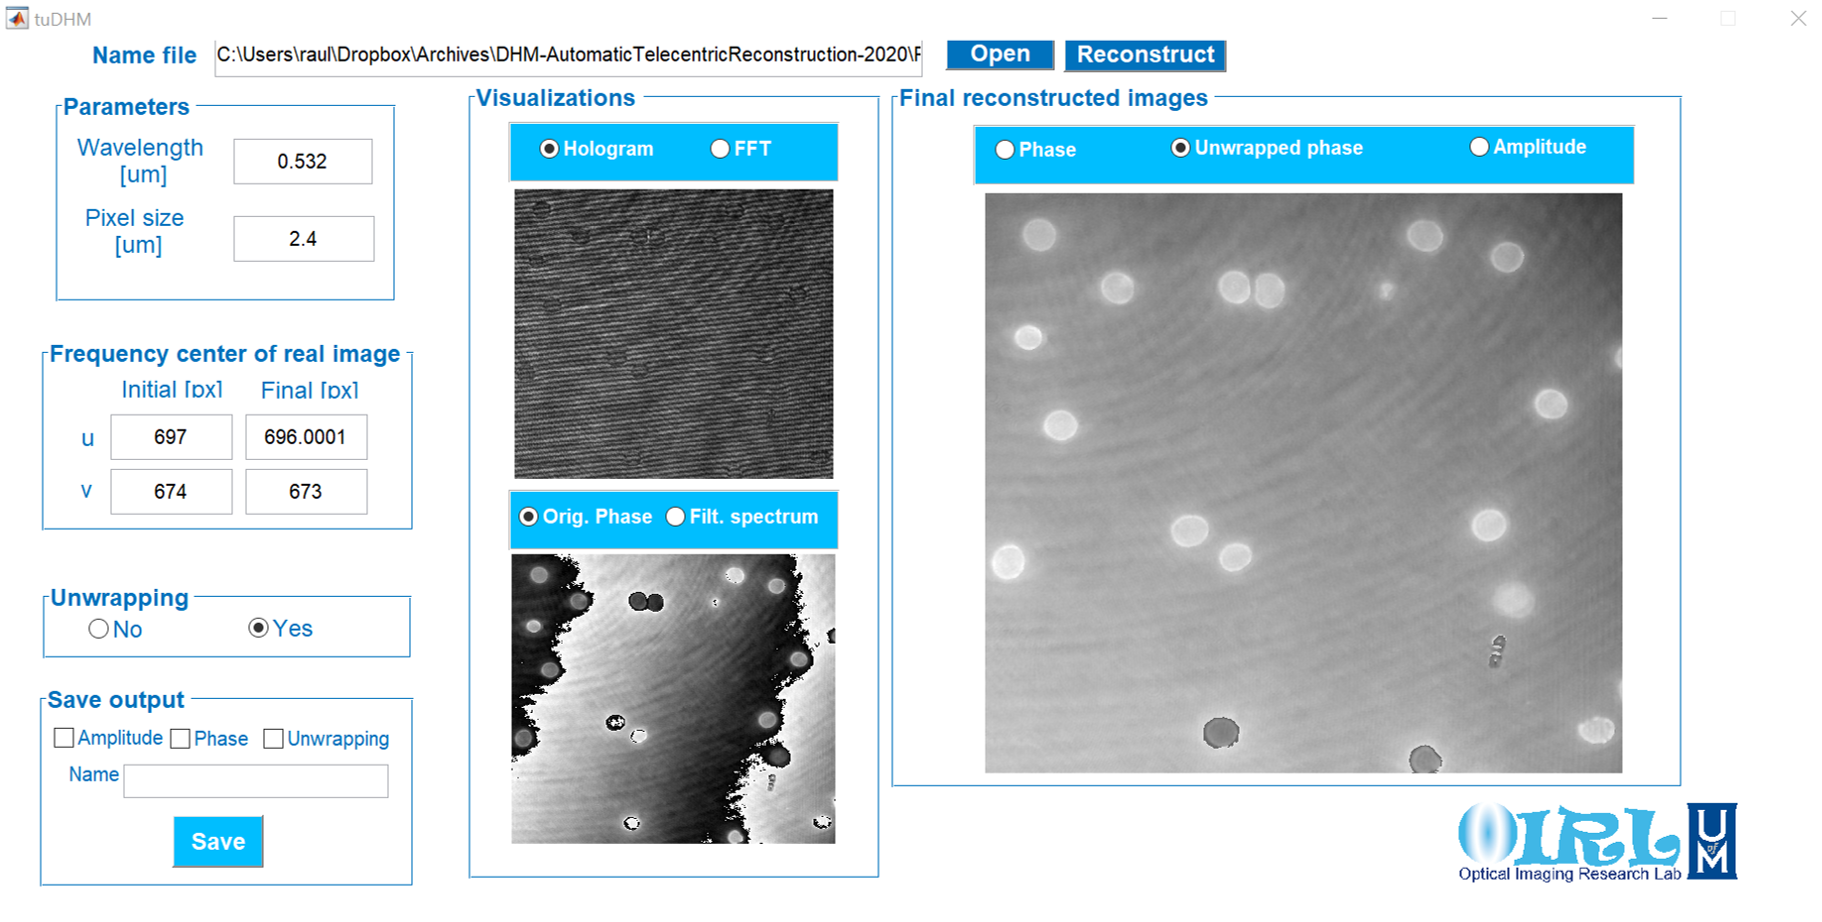 tuDHM
Name file
C:\Users\raul\Dropbox\Archives\DHM-AutomaticTelecentricReconstruction-2020\F
Open
Reconstruct
Parameters
Wavelength
[um]
0.532
Pixel size
[um]
2.4
Frequency center of real image
Initial [px]
Final [px]
u
697
696.0001
v
674
673
Unwrapping
No
Yes
Save output
Amplitude
Phase
Unwrapping
Name
Save
Visualizations
Hologram
FFT
Orig. Phase
Filt. spectrum
Final reconstructed images
Phase
Unwrapped phase
Amplitude
OIRL
Optical Imaging Research Lab
U
of
M